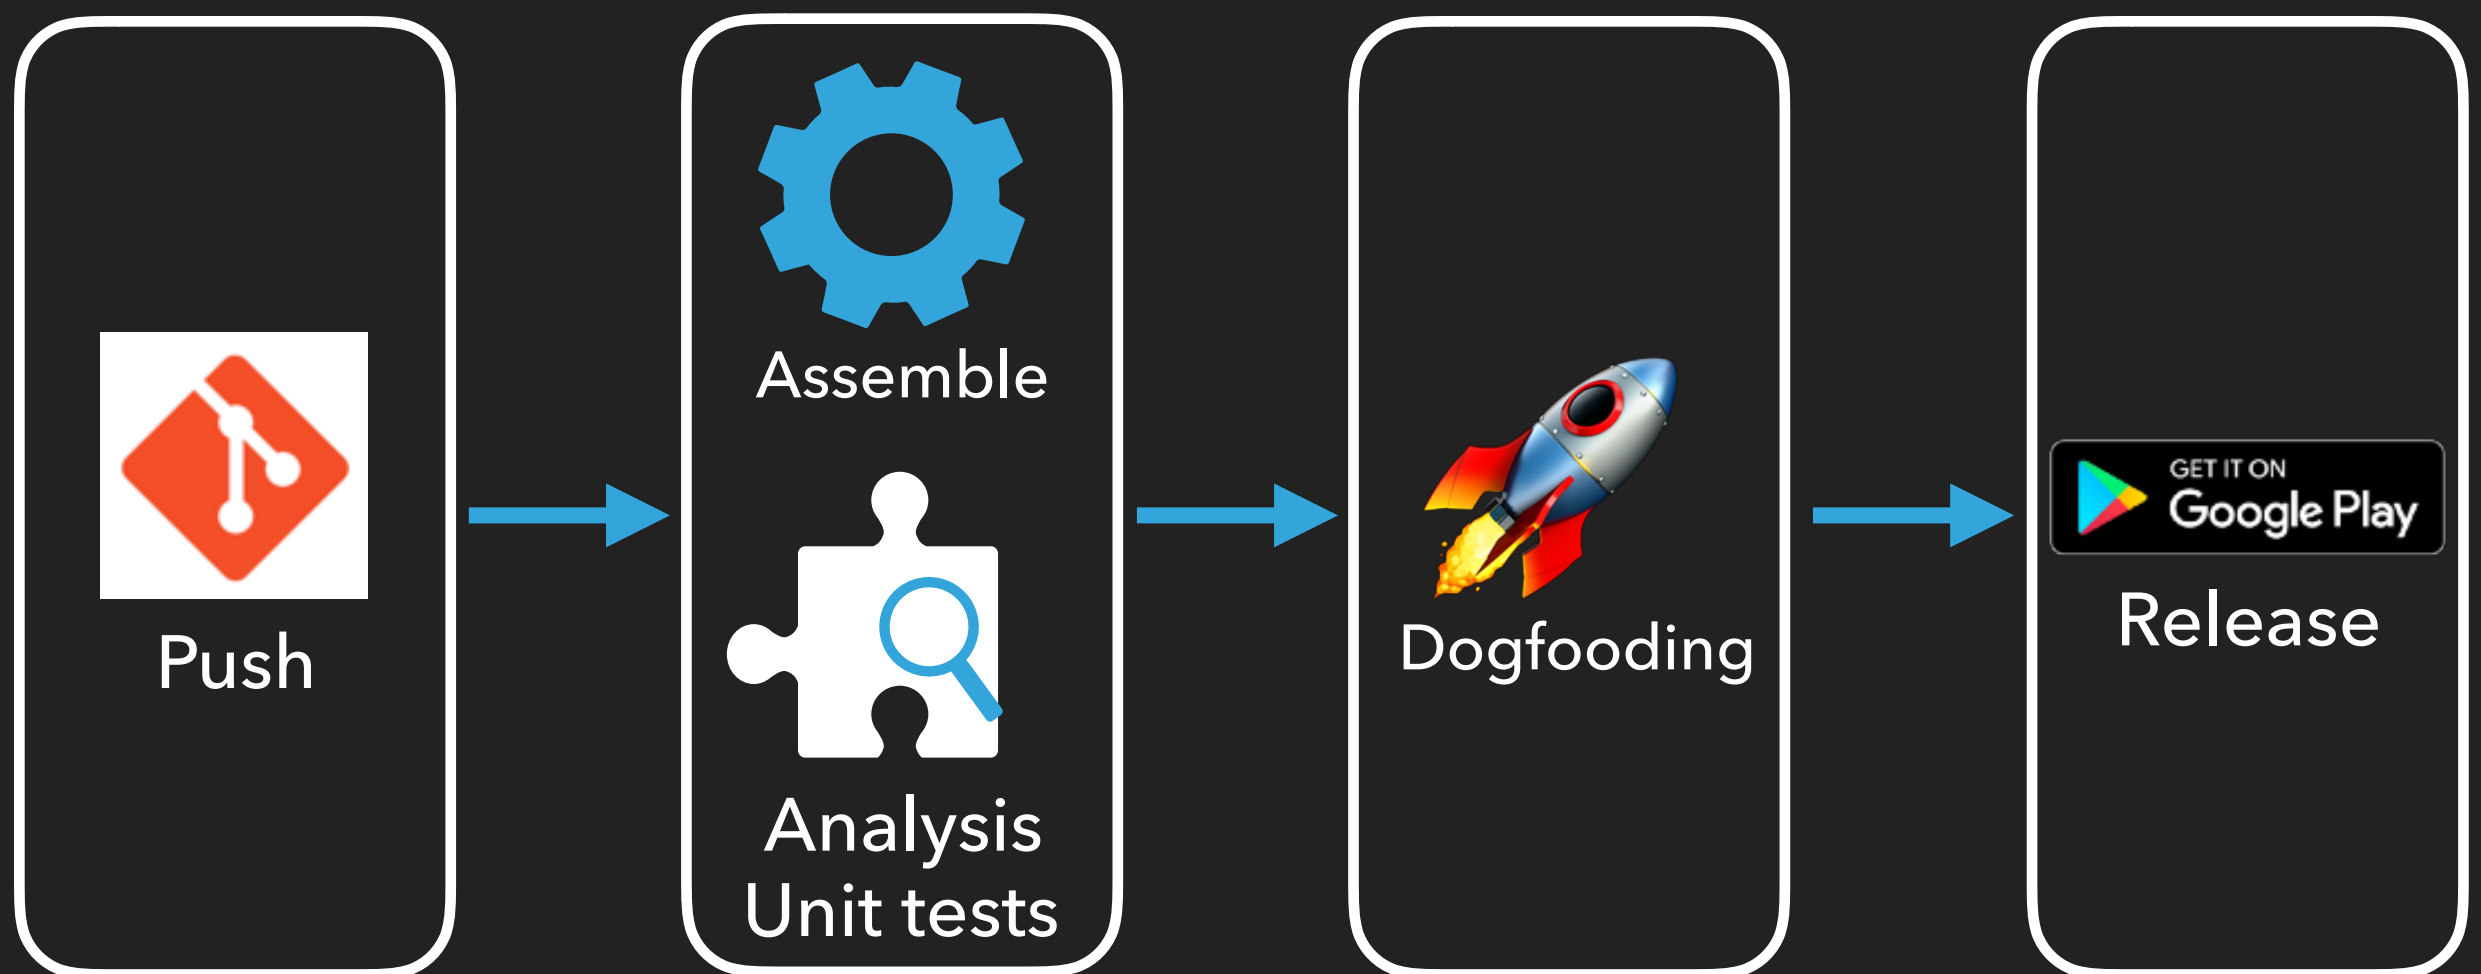 Push
Assemble
Analysis
Unit tests
Dogfooding
GET IT ON
Google Play
Release